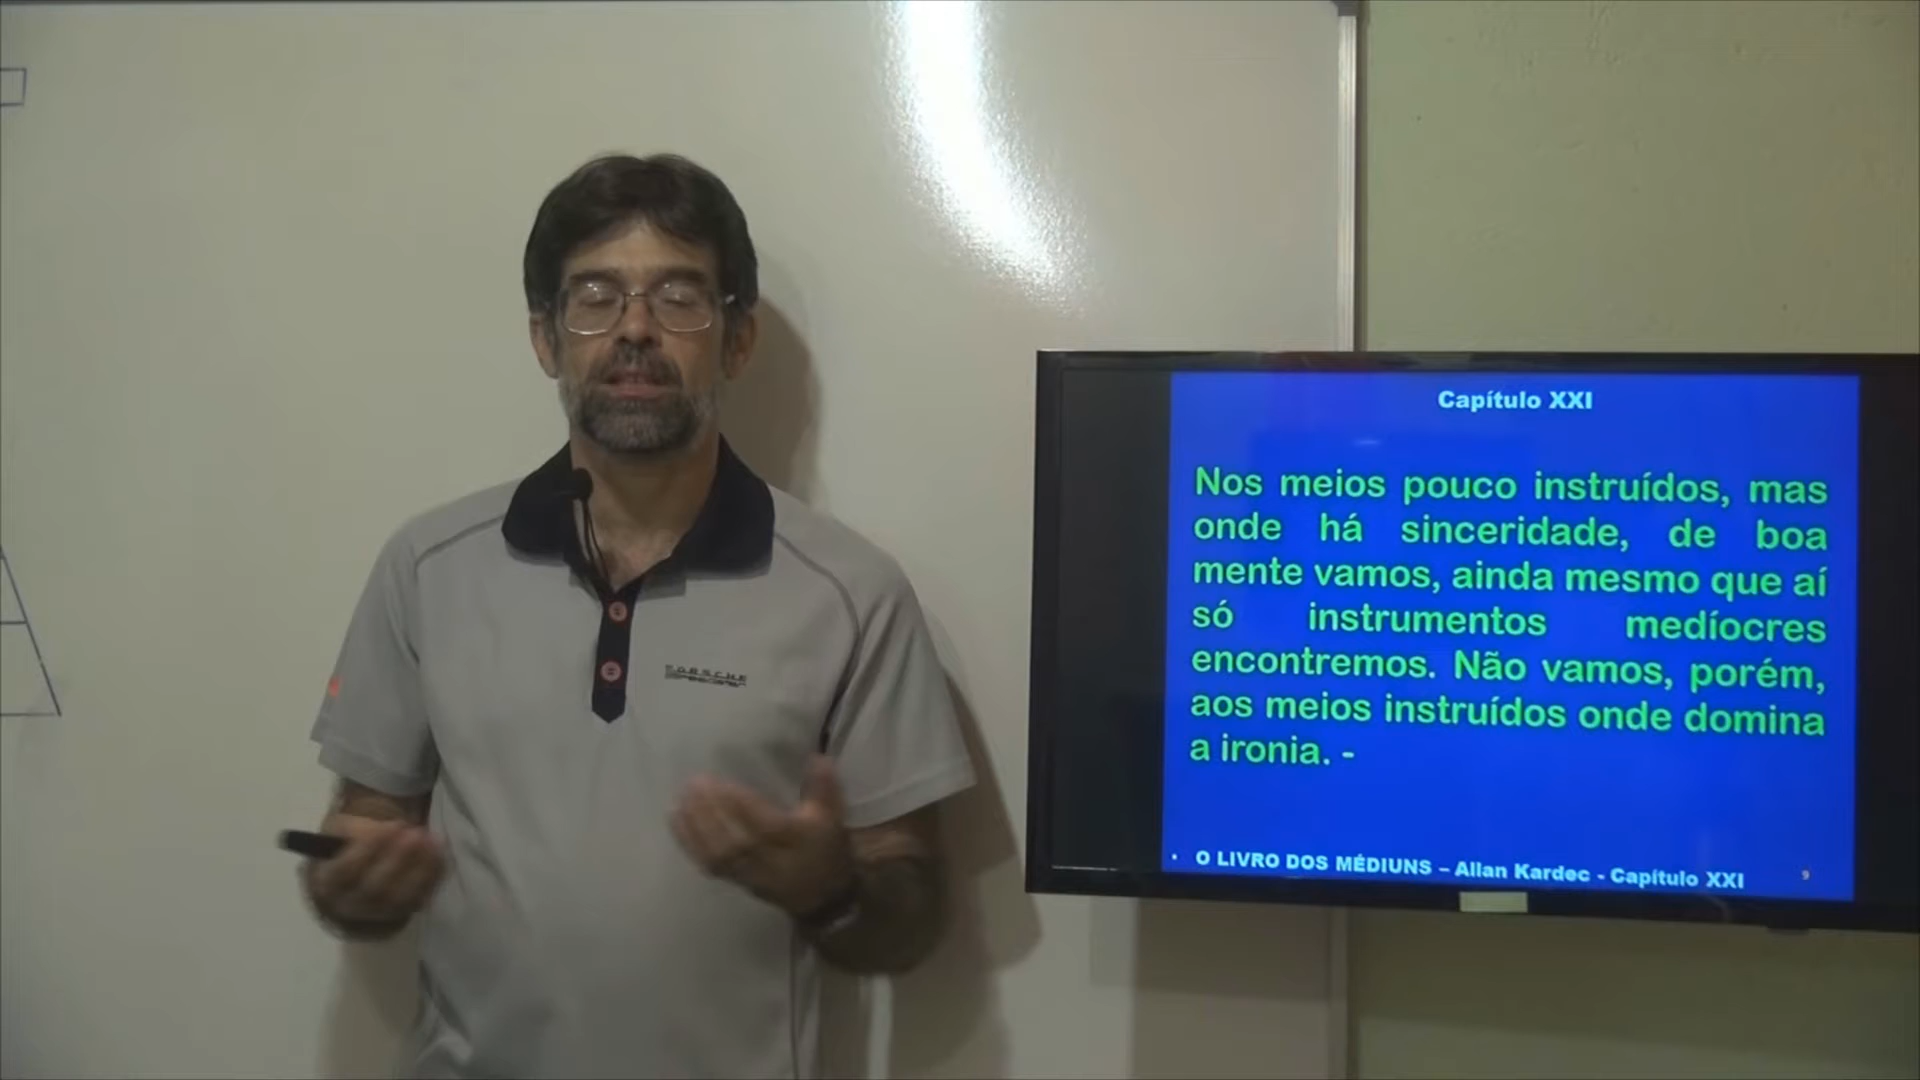 Capítulo XXI
Nos meios pouco instruídos, mas
onde há sinceridade, de boa
mente vamos, ainda mesmo que aí
só instrumentos medíocres
encontremos. Não vamos, porém,
aos meios instruídos onde domina
a ironia. -
• O LIVRO DOS MÉDIUNS – Allan Kardec - Capítulo XXI
9
PORSCHE